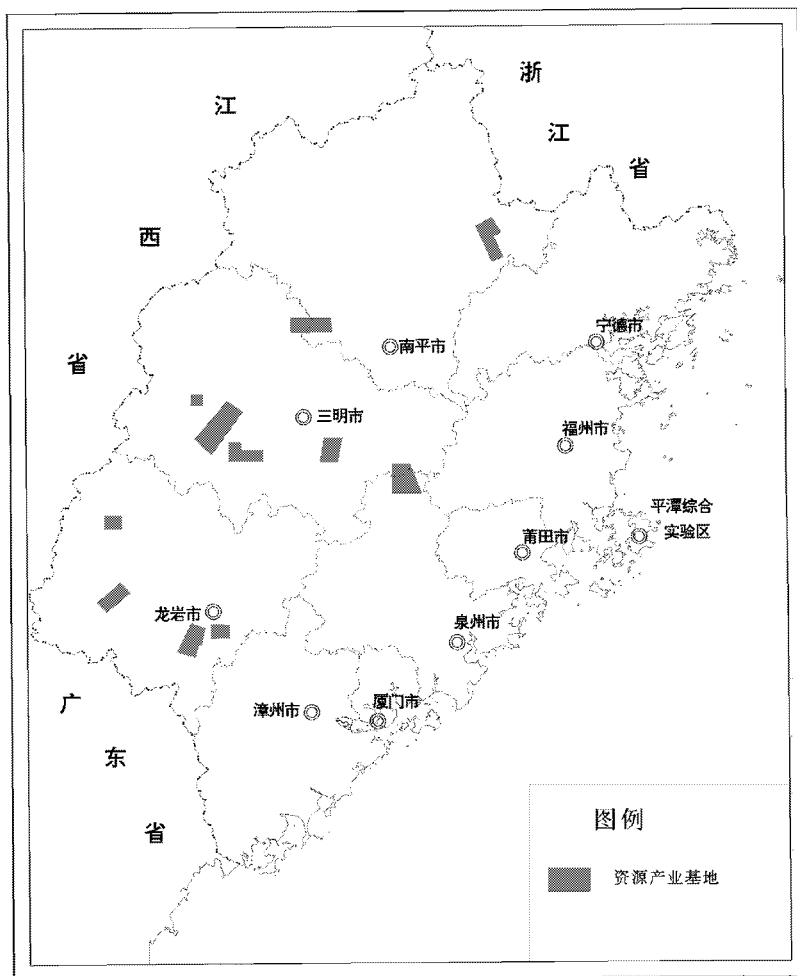 浙
江
省
江
西
省
宁德市
南平市
三明市
福州市
平潭综合
实验区
莆田市
龙岩市
泉州市
漳州市
厦门市
广
东
省
图例
资源产业基地